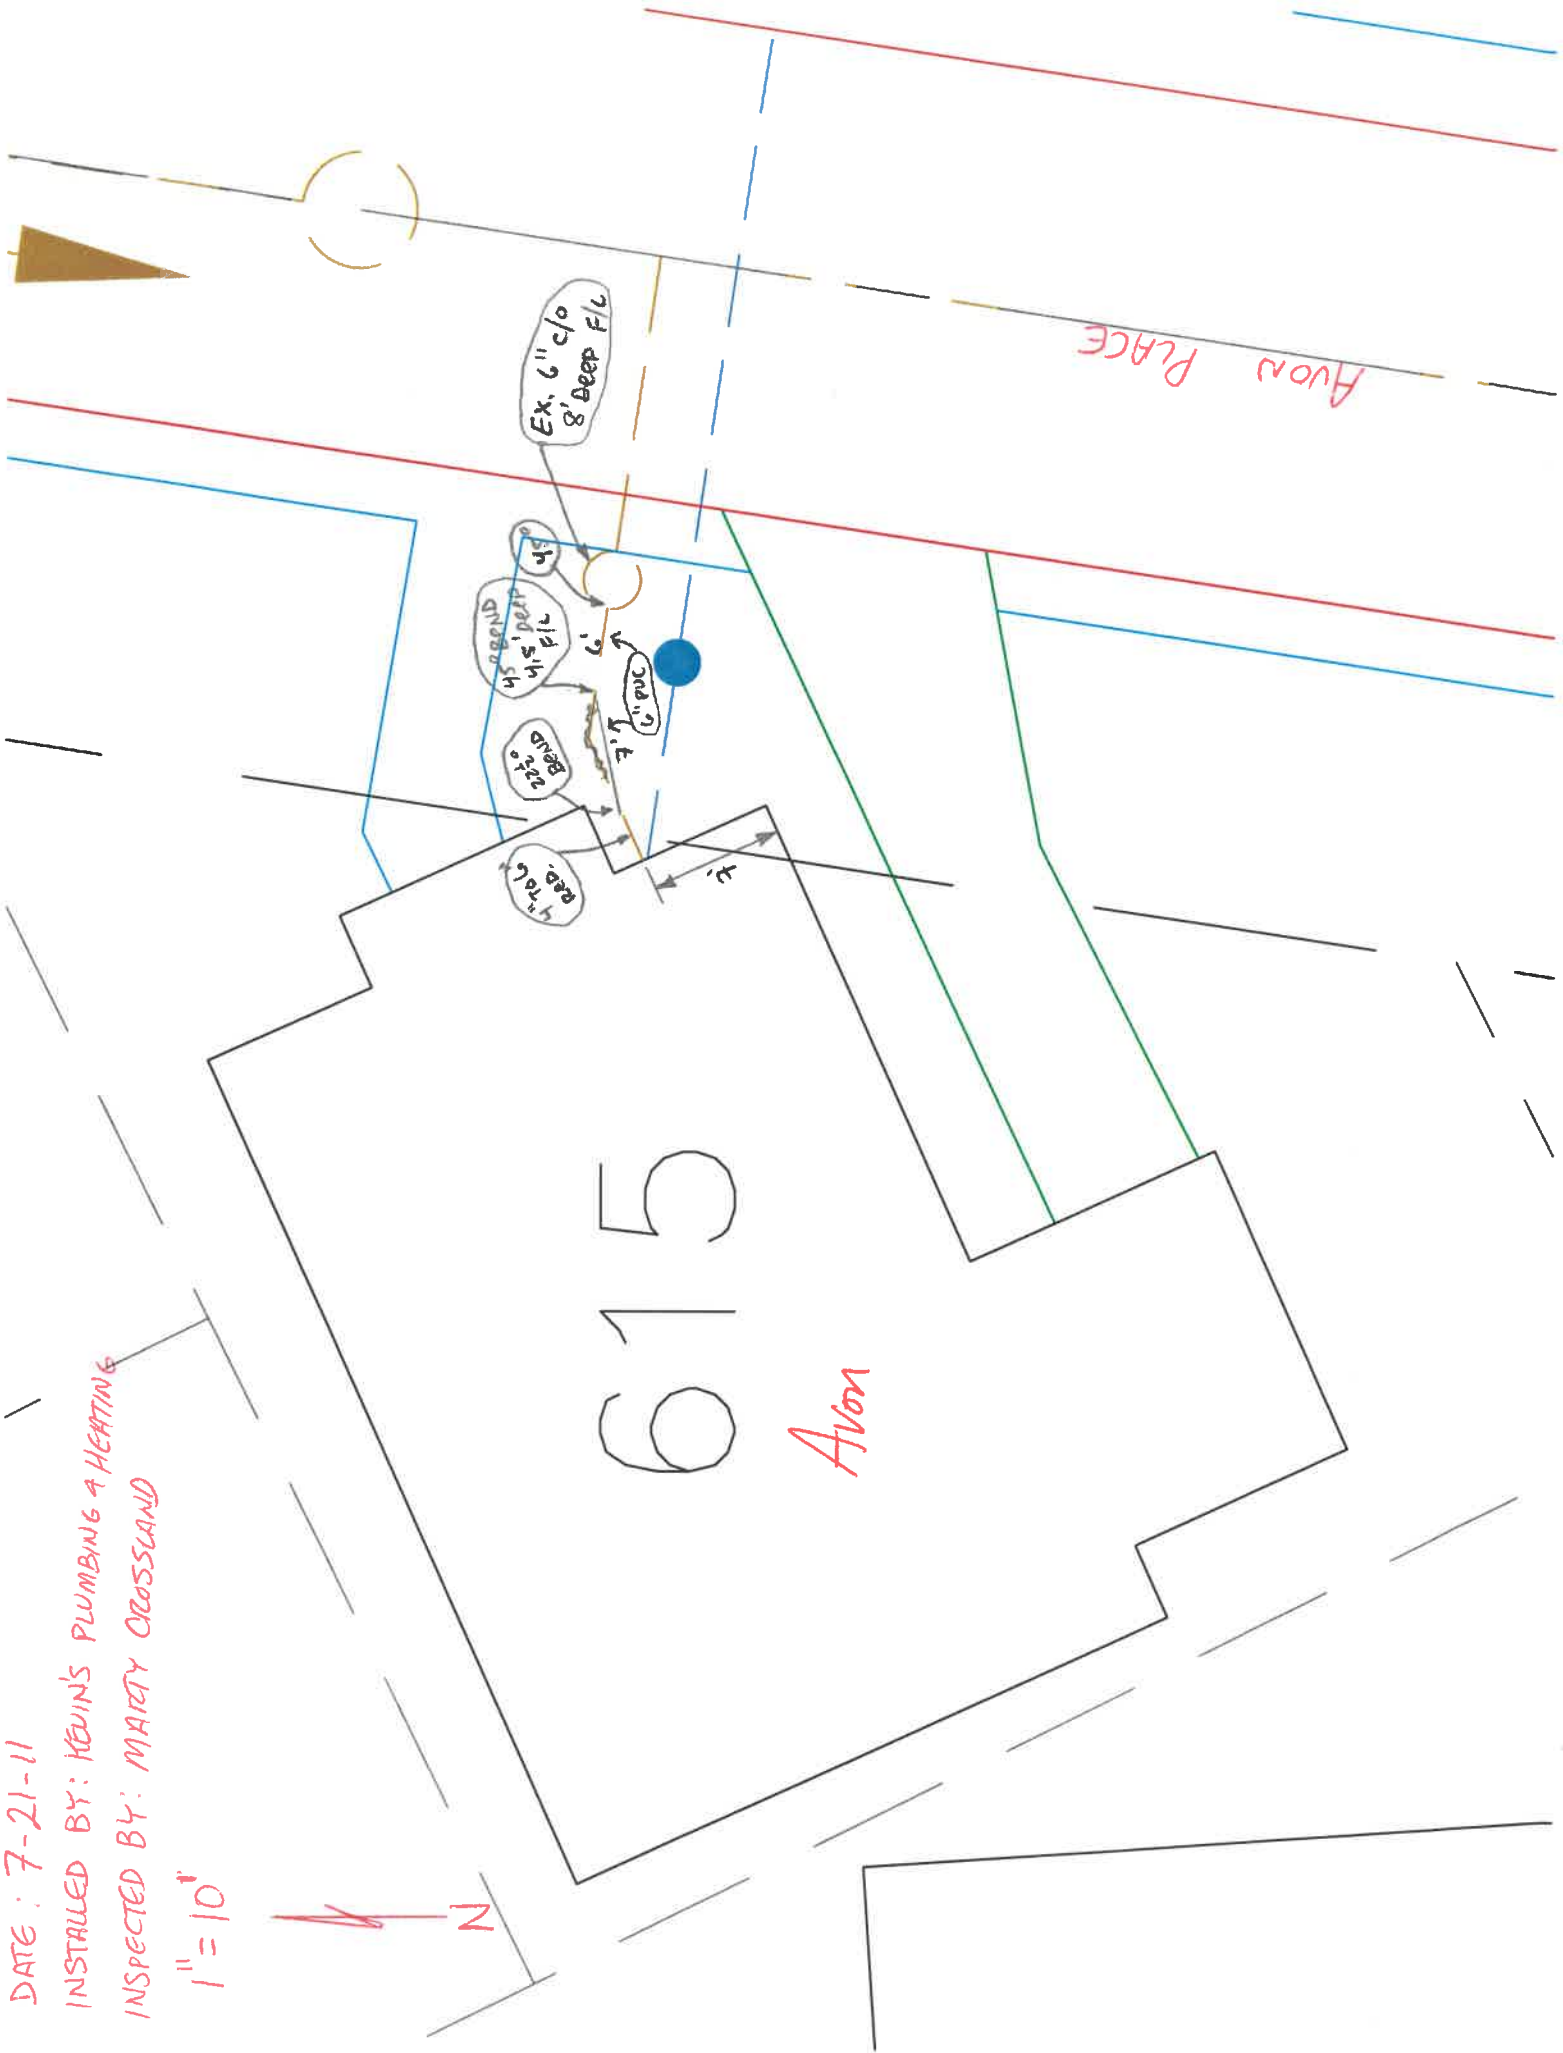 DATE: 7-21-11
INSTALLED BY: KEVIN'S PLUMBING & HEATING
INSPECTED BY: MARTY CROSSLAND
1" = 10'
N
EX. 6" C/O
8' DEEP F/L
45°
45 BEND
4.5' DEEP
F/L
6'
6" PVC
7'
22½°
BEND
4" TO 6"
RED.
7'
615
Avon
AVON PLACE